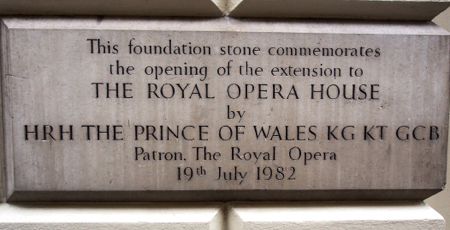 This foundation stone commemorates
the opening of the extension to
THE ROYAL OPERA HOUSE
by
HRH THE PRINCE OF WALES KG KT GCB
Patron, The Royal Opera
19th July 1982